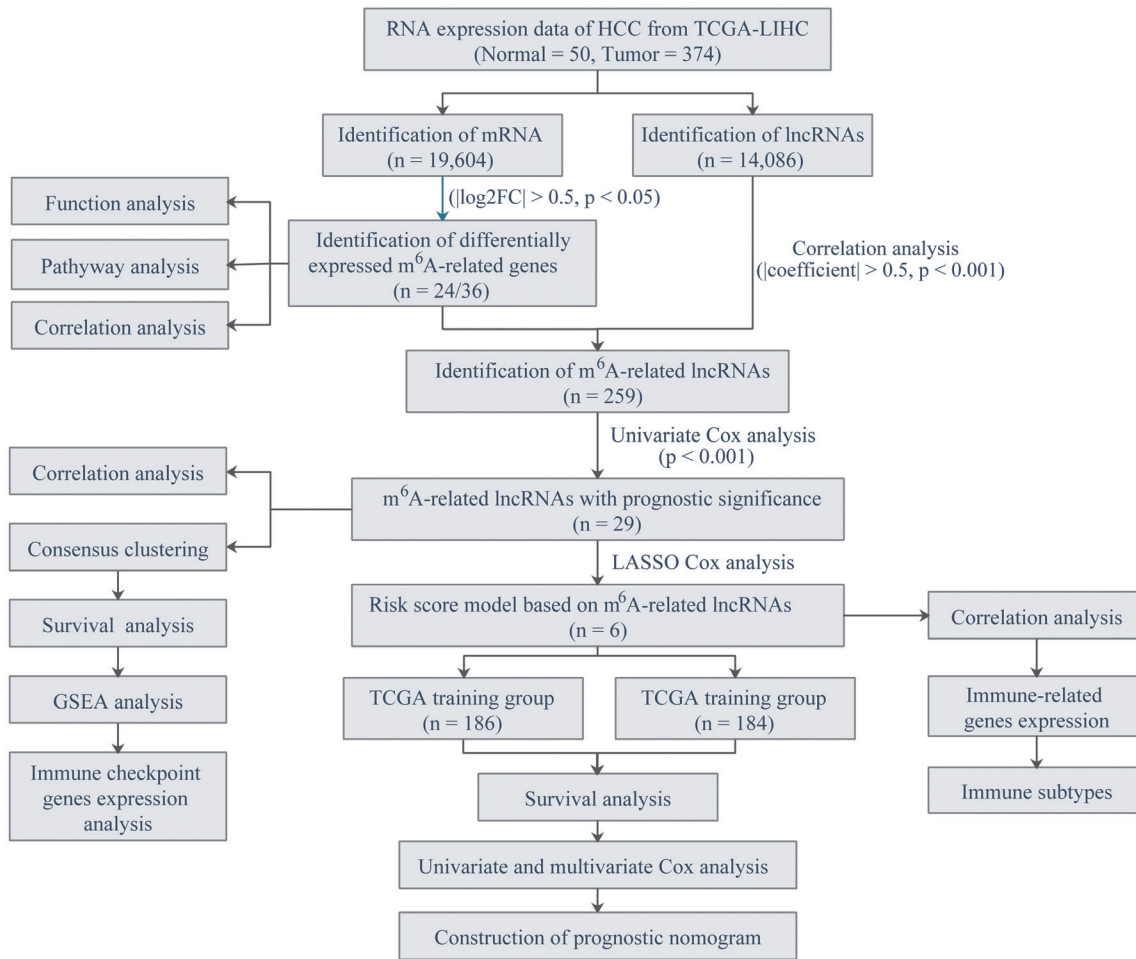 RNA expression data of HCC from TCGA-LIHC
(Normal = 50, Tumor = 374)
Identification of mRNA
(n = 19,604)
Identification of lncRNAs
(n = 14,086)
(|log2FC| > 0.5, p < 0.05)
Function analysis
Pathyway analysis
Correlation analysis
Identification of differentially
expressed m⁶A-related genes
(n = 24/36)
Correlation analysis
(|coefficient| > 0.5, p < 0.001)
Identification of m⁶A-related lncRNAs
(n = 259)
Univariate Cox analysis
(p < 0.001)
Correlation analysis
Consensus clustering
Survival analysis
GSEA analysis
Immune checkpoint
genes expression
analysis
m⁶A-related lncRNAs with prognostic significance
(n = 29)
LASSO Cox analysis
Risk score model based on m⁶A-related lncRNAs
(n = 6)
Correlation analysis
Immune-related
genes expression
Immune subtypes
TCGA training group
(n = 186)
TCGA training group
(n = 184)
Survival analysis
Univariate and multivariate Cox analysis
Construction of prognostic nomogram